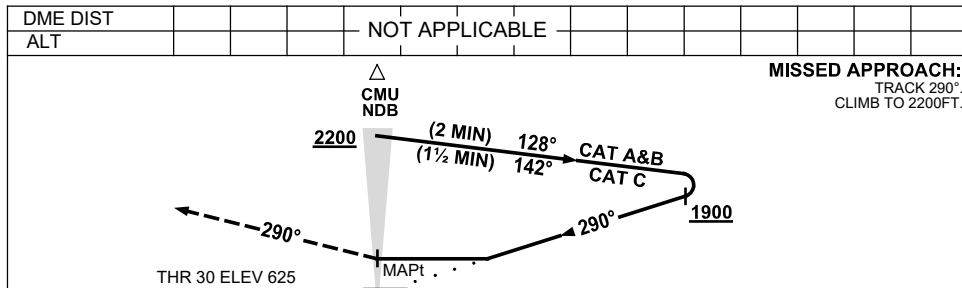 DME DIST
ALT
NOT APPLICABLE
MISSED APPROACH:
TRACK 290°.
CLIMB TO 2200FT.
CMU
NDB
2200
(2 MIN) 128°
(1½ MIN) 142°
CAT A&B
CAT C
1900
290°
290°
MAPt
THR 30 ELEV 625